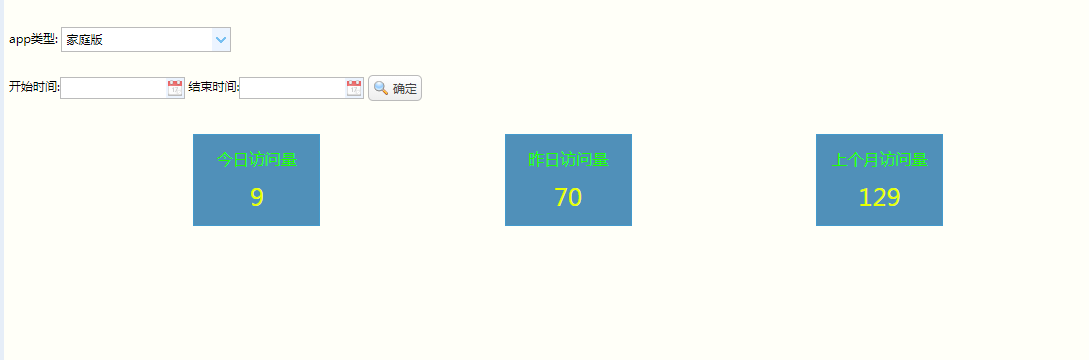 app类型: 家庭版
开始时间: 结束时间: 确定
今日访问量 昨日访问量 上个月访问量
9 70 129